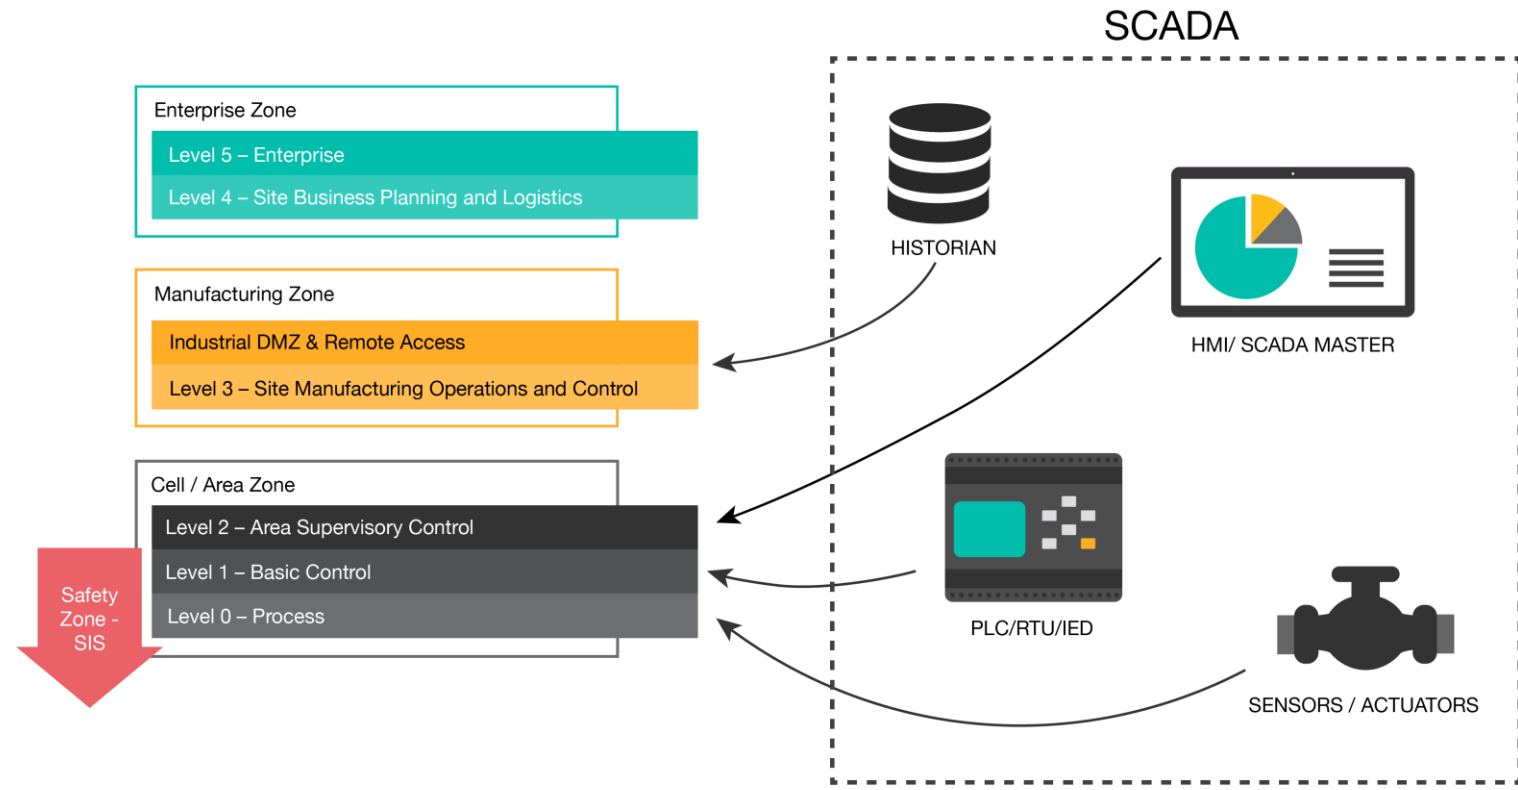 SCADA
Enterprise Zone
Level 5 – Enterprise
Level 4 – Site Business Planning and Logistics
Manufacturing Zone
Industrial DMZ & Remote Access
Level 3 – Site Manufacturing Operations and Control
Cell / Area Zone
Level 2 – Area Supervisory Control
Level 1 – Basic Control
Level 0 – Process
Safety
Zone -
SIS
HISTORIAN
HMI/ SCADA MASTER
PLC/RTU/IED
SENSORS / ACTUATORS